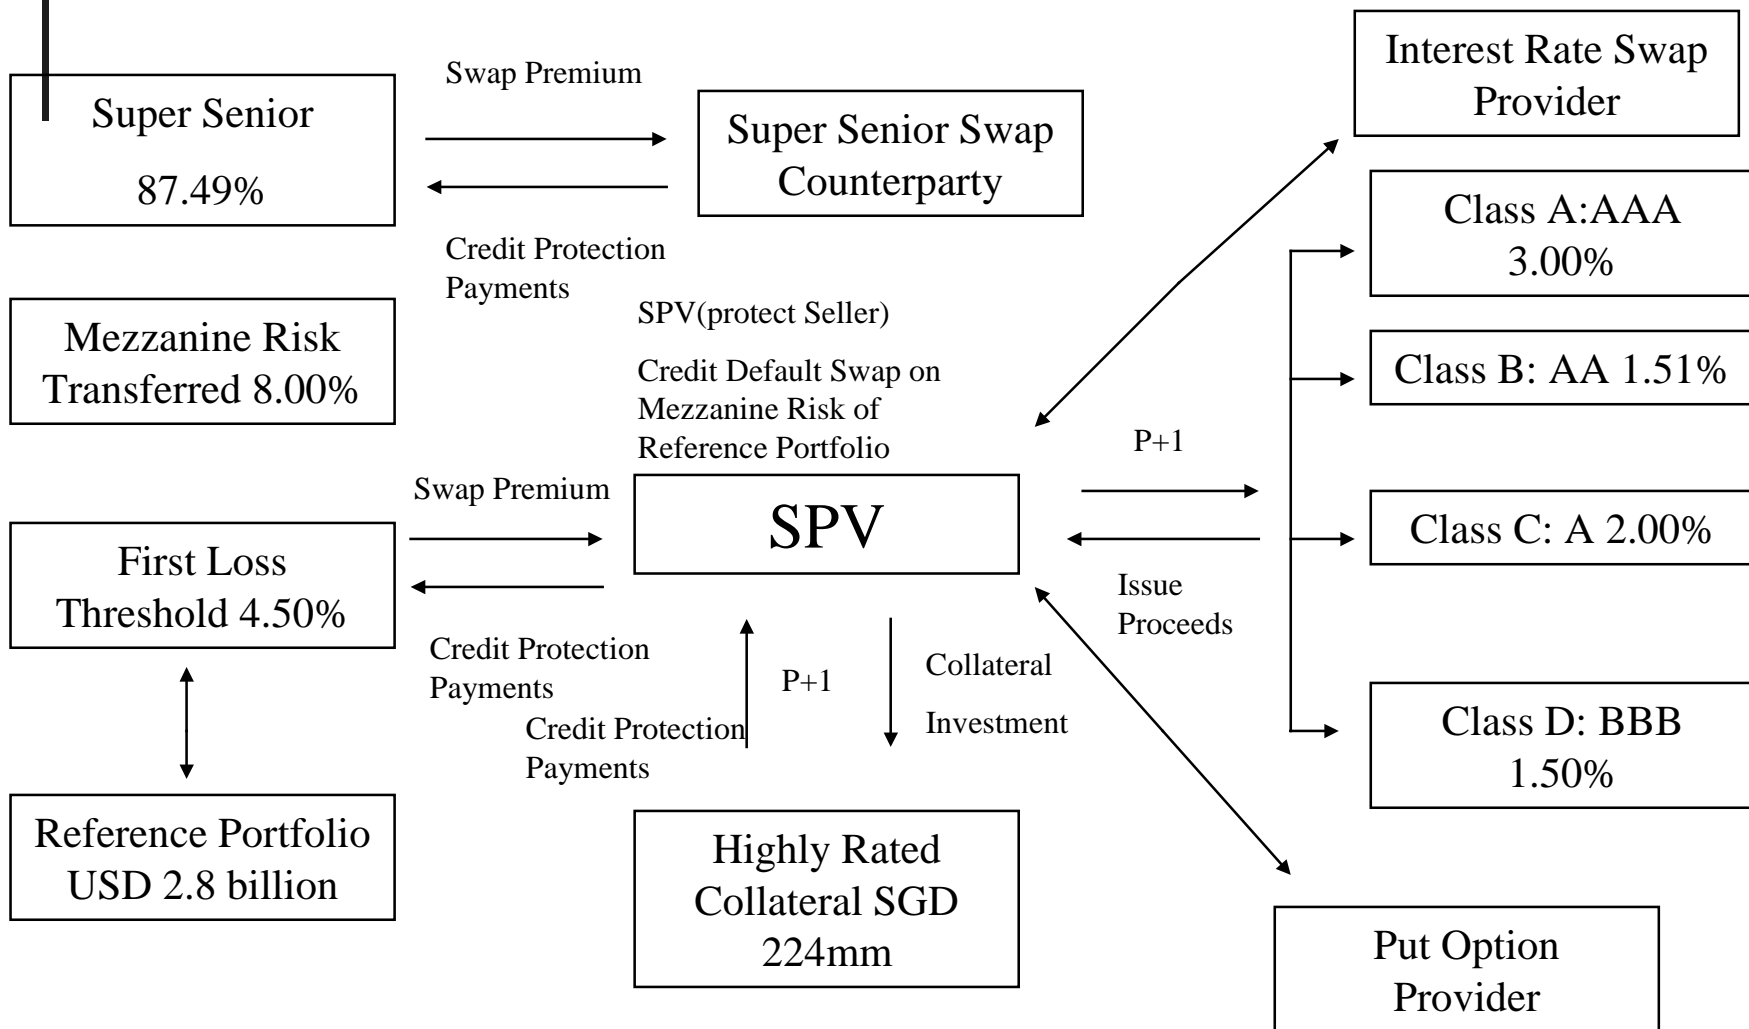 Super Senior
87.49%
Swap Premium
Super Senior Swap
Counterparty
Credit Protection
Payments
Interest Rate Swap
Provider
Mezzanine Risk
Transferred 8.00%
SPV(protect Seller)
Credit Default Swap on
Mezzanine Risk of
Reference Portfolio
Class A:AAA
3.00%
Class B: AA 1.51%
Swap Premium
SPV
P+1
Issue
Proceeds
Class C: A 2.00%
First Loss
Threshold 4.50%
Credit Protection
Payments
Credit Protection
Payments
P+1
Collateral
Investment
Class D: BBB
1.50%
Reference Portfolio
USD 2.8 billion
Highly Rated
Collateral SGD
224mm
Put Option
Provider